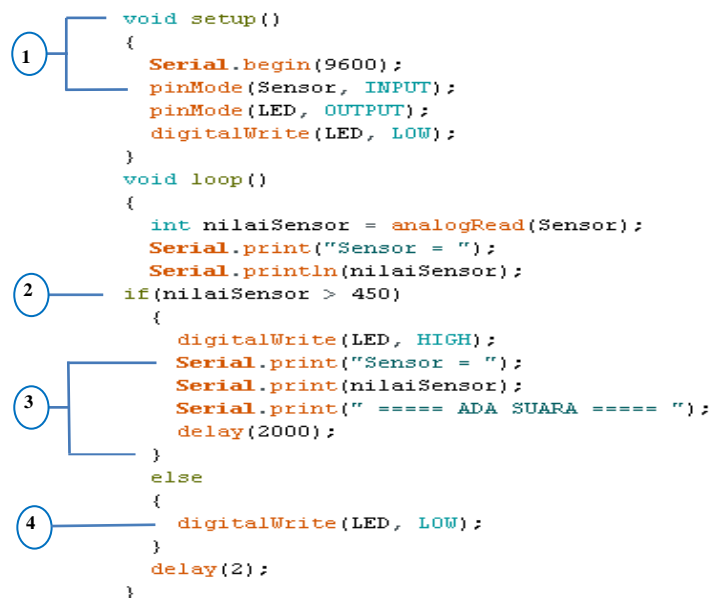 void setup()
1
{
Serial.begin(9600);
pinMode(Sensor, INPUT);
pinMode(LED, OUTPUT);
digitalWrite(LED, LOW);
}
void loop()
{
int nilaiSensor = analogRead(Sensor);
Serial.print("Sensor = ");
Serial.println(nilaiSensor);
2
if(nilaiSensor > 450)
{
digitalWrite(LED, HIGH);
Serial.print("Sensor = ");
Serial.print(nilaiSensor);
3
Serial.print(" ===== ADA SUARA ===== ");
delay(2000);
}
else
{
4
digitalWrite(LED, LOW);
}
delay(2);
}